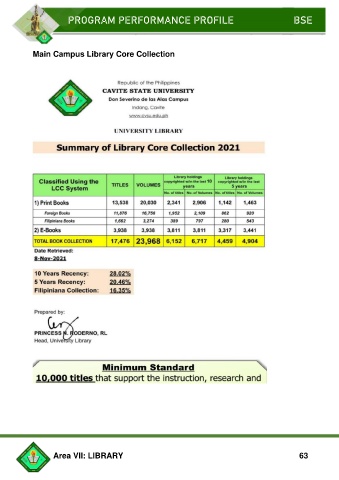 PROGRAM PERFORMANCE PROFILE BSE
Main Campus Library Core Collection
Republic of the Philippines
CAVITE STATE UNIVERSITY
Don Severino de las Alas Campus
Indang, Cavite
www.cvsu.edu.ph
UNIVERSITY LIBRARY
Summary of Library Core Collection 2021
Classified Using the LCC System TITLES VOLUMES Library holdings copyrighted w/in the last 10 years Library holdings copyrighted w/in the last 5 years
No. of titles No. of Volumes No. of titles No. of Volumes
1) Print Books 13,538 20,030 2,341 2,906 1,142 1,463
Foreign Books 11,876 16,756 1,952 2,109 862 920
Filipiniana Books 1,662 3,274 389 797 280 543
2) E-Books 3,938 3,938 3,811 3,811 3,317 3,441
TOTAL BOOK COLLECTION 17,476 23,968 6,152 6,717 4,459 4,904
Date Retrieved:
8-Nov-2021
10 Years Recency: 28.02%
5 Years Recency: 20.46%
Filipiniana Collection: 16.35%
Prepared by:
PRINCESS N. RODERNO, RL
Head, University Library
Minimum Standard
10,000 titles that support the instruction, research and
Area VII: LIBRARY 63